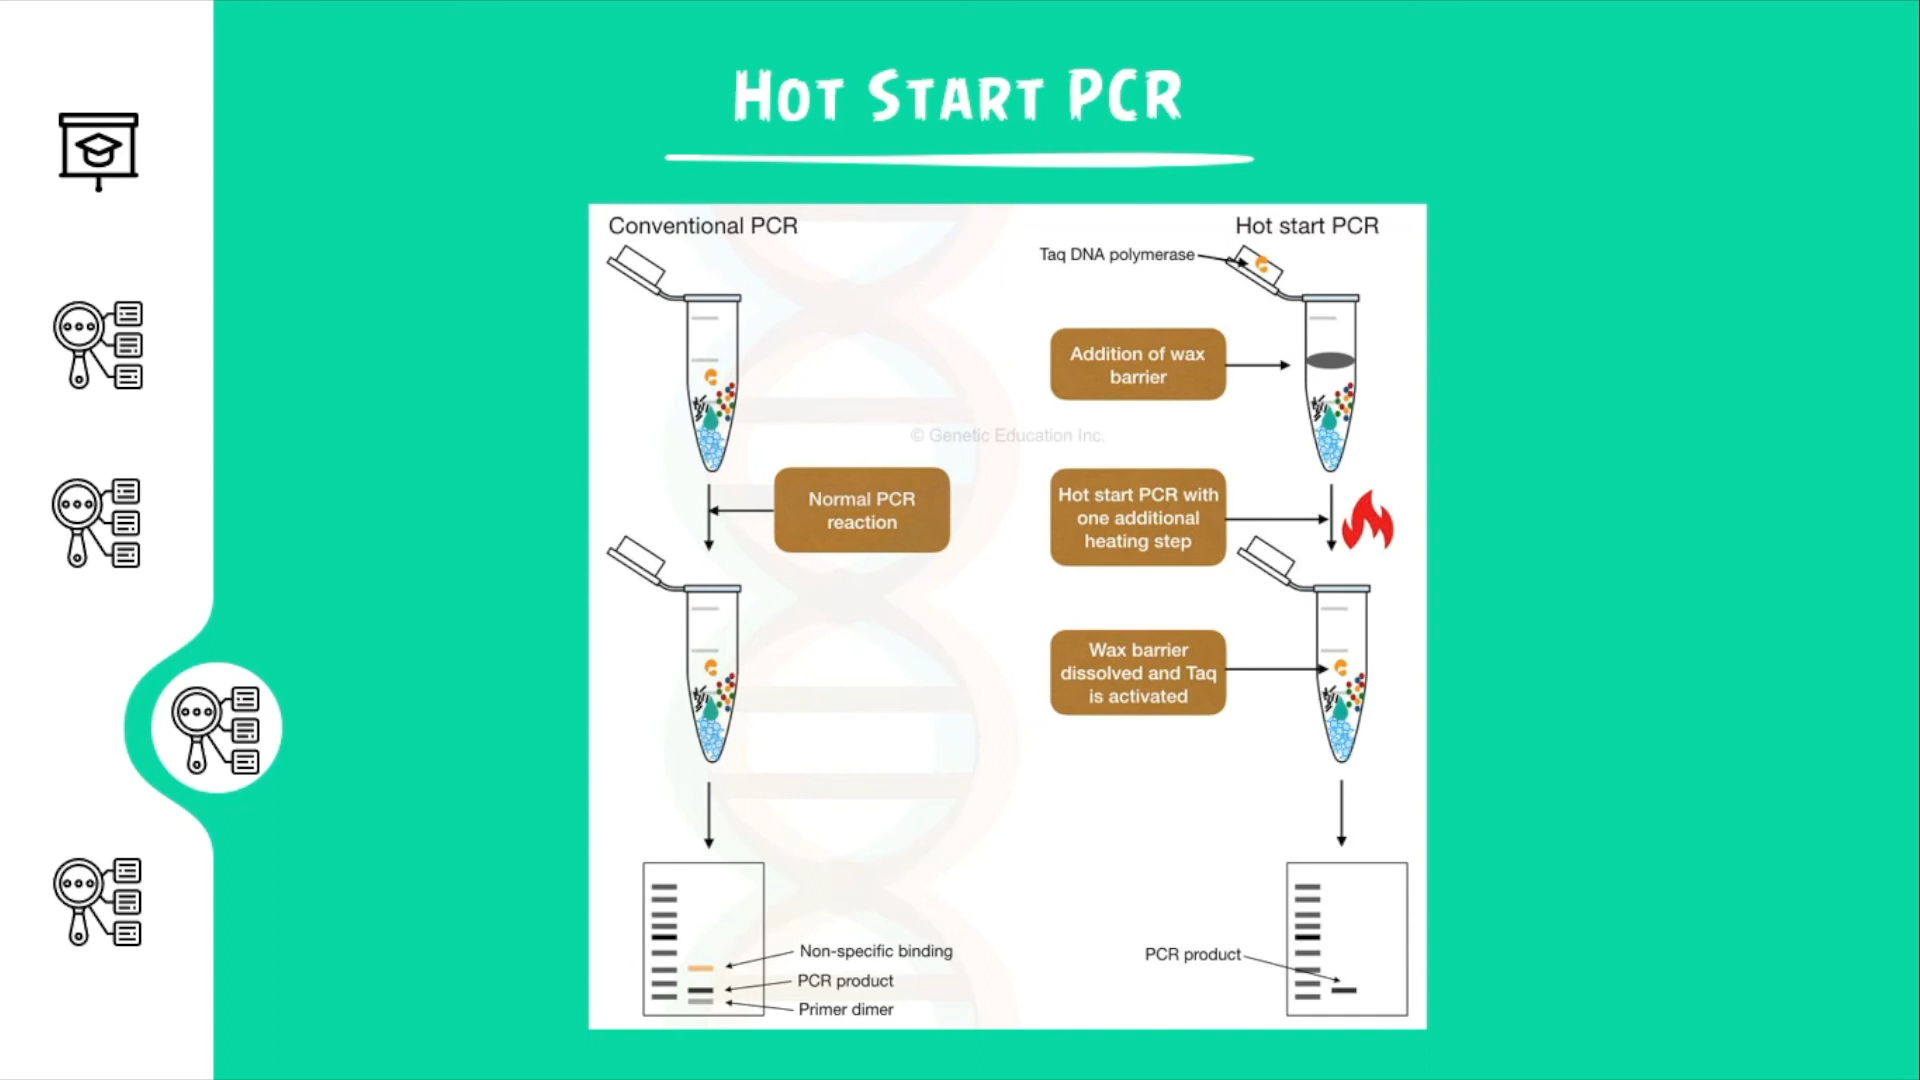 Hot Start PCR
Conventional PCR
Hot start PCR
Taq DNA polymerase
Addition of wax
barrier
© Genetic Education Inc.
Normal PCR
reaction
Hot start PCR with
one additional
heating step
Wax barrier
dissolved and Taq
is activated
Non-specific binding
PCR product
Primer dimer
PCR product